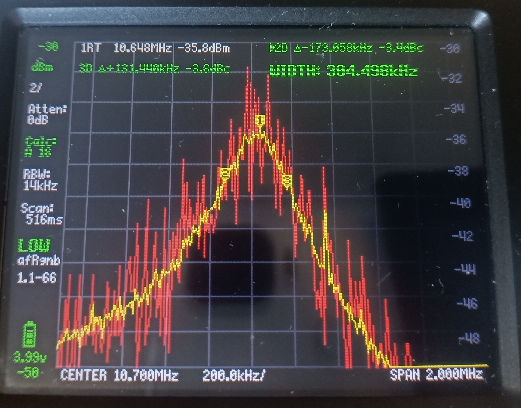 -30 1RT 10.648MHz -35.8dBm ▷2D Δ-173.058kHz -3.4dBc -30
dBm 3D Δ+131.440kHz -3.6dBc WIDTH: 304.498kHz
2/ -32
Atten: -34
0dB
Calc: -36
A 16
RBW: -38
14kHz
Scan: -40
516ms
LOW -42
afRgmb
1.1-66 -44
-46
3.99v -48
-50 CENTER 10.700MHz 200.0kHz/ SPAN 2.000MHz